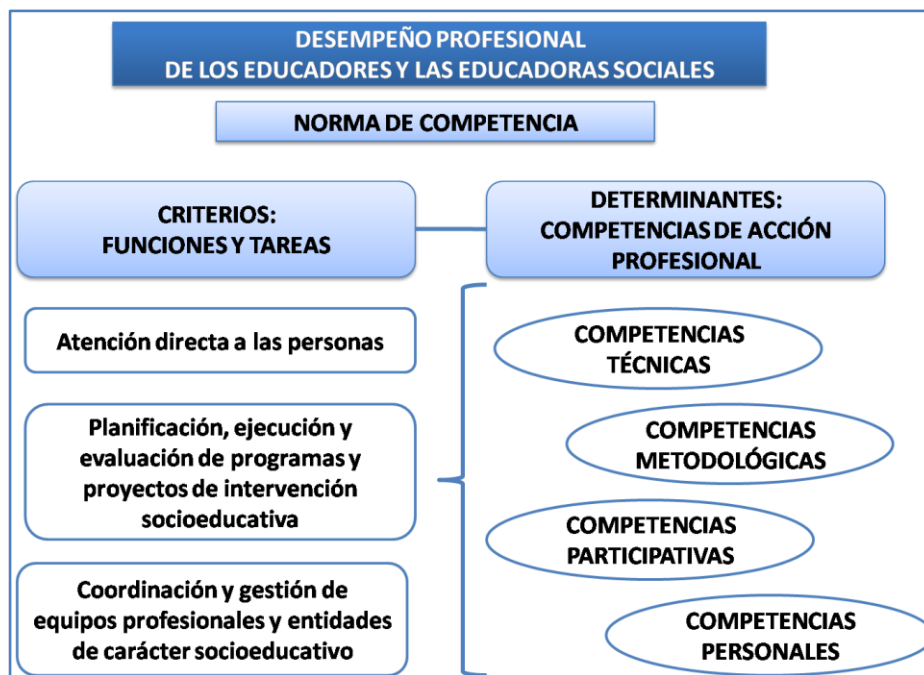 DESEMPEÑO PROFESIONAL
DE LOS EDUCADORES Y LAS EDUCADORAS SOCIALES
NORMA DE COMPETENCIA
CRITERIOS:
FUNCIONES Y TAREAS
DETERMINANTES:
COMPETENCIAS DE ACCIÓN
PROFESIONAL
Atención directa a las personas
Planificación, ejecución y
evaluación de programas y
proyectos de intervención
socioeducativa
Coordinación y gestión de
equipos profesionales y entidades
de carácter socioeducativo
COMPETENCIAS
TÉCNICAS
COMPETENCIAS
METODOLÓGICAS
COMPETENCIAS
PARTICIPATIVAS
COMPETENCIAS
PERSONALES